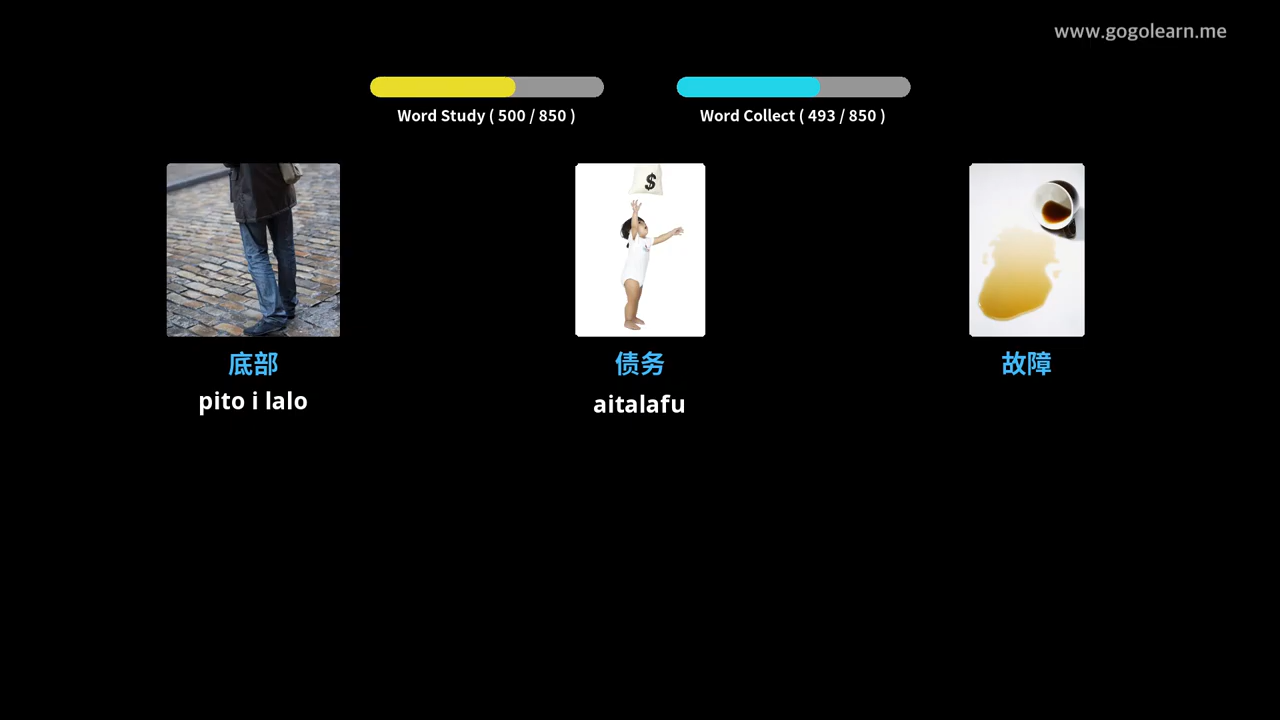 www.gogolearn.me
Word Study ( 500 / 850 )
Word Collect ( 493 / 850 )
$
底部
债务
故障
pito i lalo
aitalafu